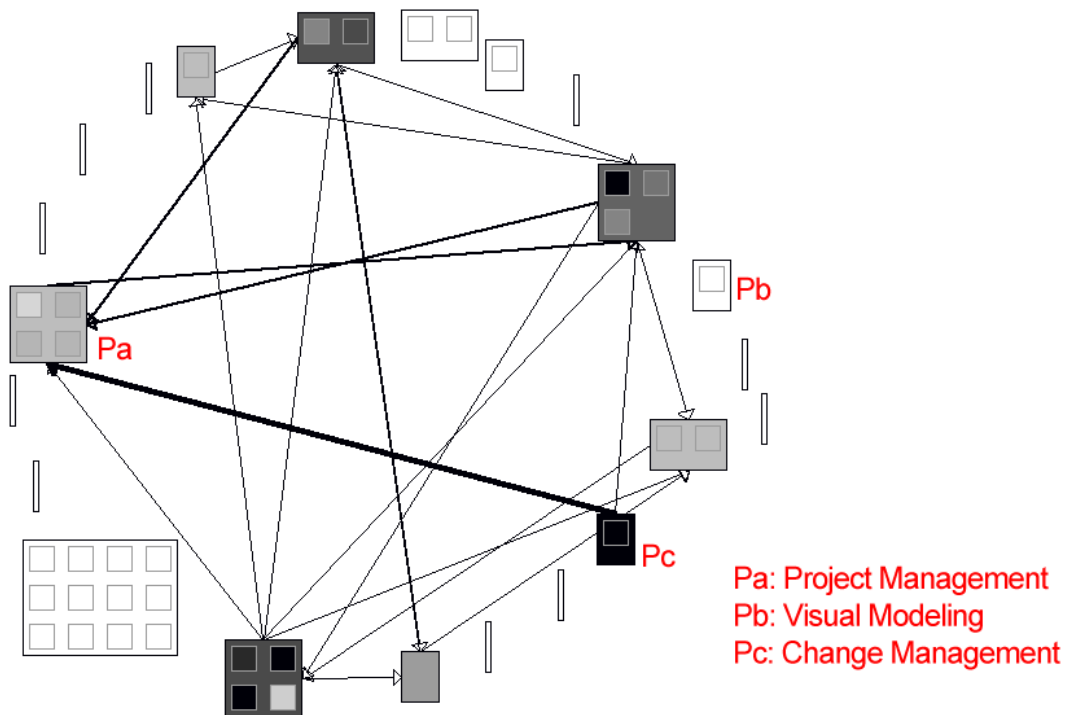 Pb
Pa
Pc
Pa: Project Management
Pb: Visual Modeling
Pc: Change Management